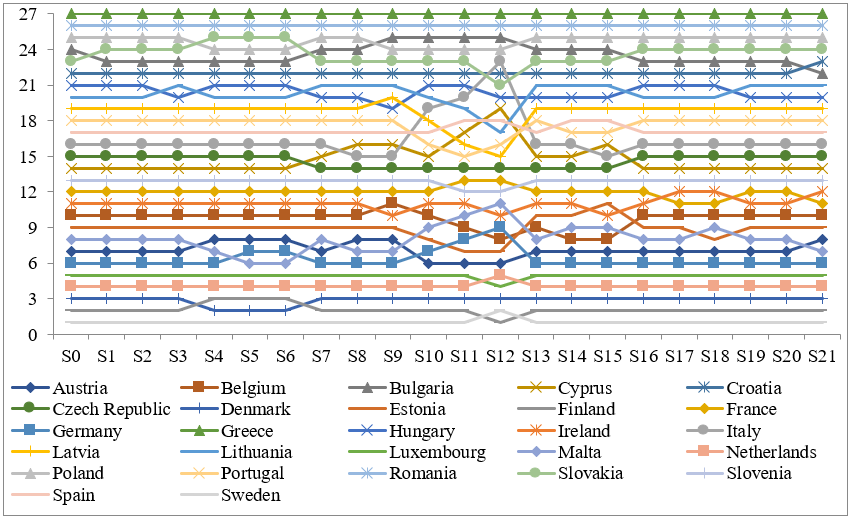 27
24
21
18
15
12
9
6
3
0
S0 S1 S2 S3 S4 S5 S6 S7 S8 S9 S10 S11 S12 S13 S14 S15 S16 S17 S18 S19 S20 S21
Austria Belgium Bulgaria Cyprus Croatia
Czech Republic Denmark Estonia Finland France
Germany Greece Hungary Ireland Italy
Latvia Lithuania Luxembourg Malta Netherlands
Poland Portugal Romania Slovakia Slovenia
Spain Sweden